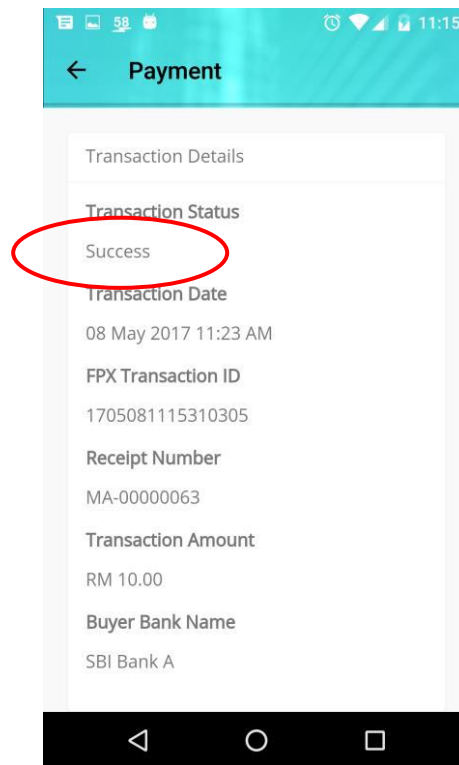 58 11:15
Payment
Transaction Details
Transaction Status
Success
Transaction Date
08 May 2017 11:23 AM
FPX Transaction ID
1705081115310305
Receipt Number
MA-00000063
Transaction Amount
RM 10.00
Buyer Bank Name
SBI Bank A